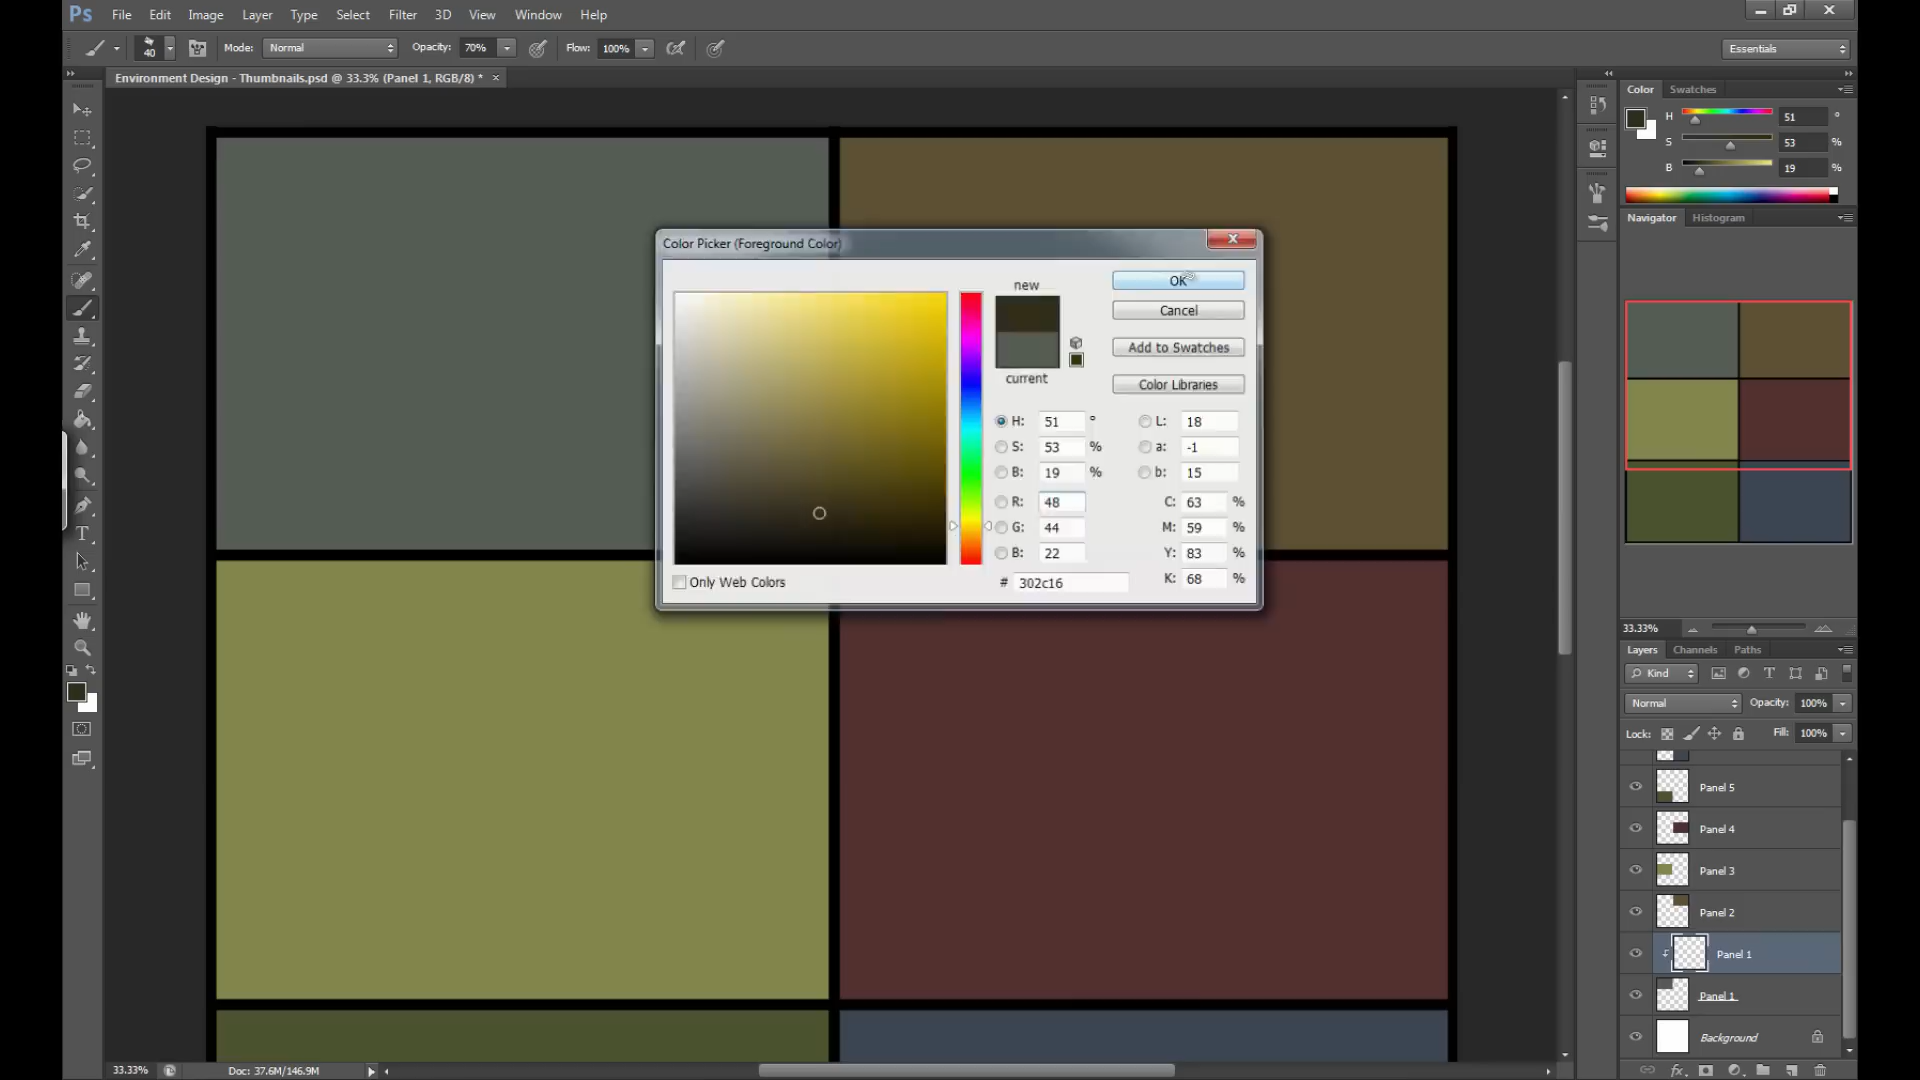 Ps File Edit Image Layer Type Select Filter 3D View Window Help
40 Mode: Normal Opacity: 70% Flow: 100% Essentials
Environment Design - Thumbnails.psd @ 33.3% (Panel 1, RGB/8) * ×
Color Swatches
H 51 °
S 53 %
B 19 %
Navigator Histogram
Color Picker (Foreground Color)
new
current
OK
Cancel
Add to Swatches
Color Libraries
H: 51 ° L: 18
S: 53 % a: -1
B: 19 % b: 15
R: 48 C: 63 %
G: 44 M: 59 %
B: 22 Y: 83 %
# 302c16 K: 68 %
Only Web Colors
33.33%
Layers Channels Paths
Kind
Normal Opacity: 100%
Lock: Fill: 100%
Panel 5
Panel 4
Panel 3
Panel 2
Panel 1
Panel 1
Background
33.33% Doc: 37.6M/146.9M